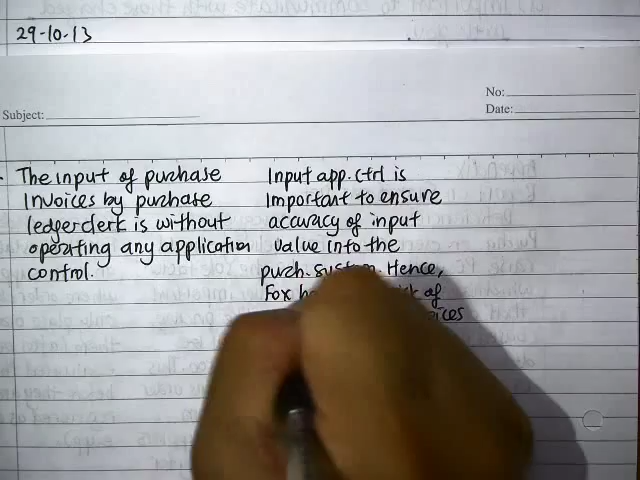 29-10-13
No:
Subject:
Date:
The input of purchase
Invoices by purchase
ledger clerk is without
operating any application
control.
Input app. ctrl is
Important to ensure
accuracy of input
value into the
purch. system. Hence,
Fox of